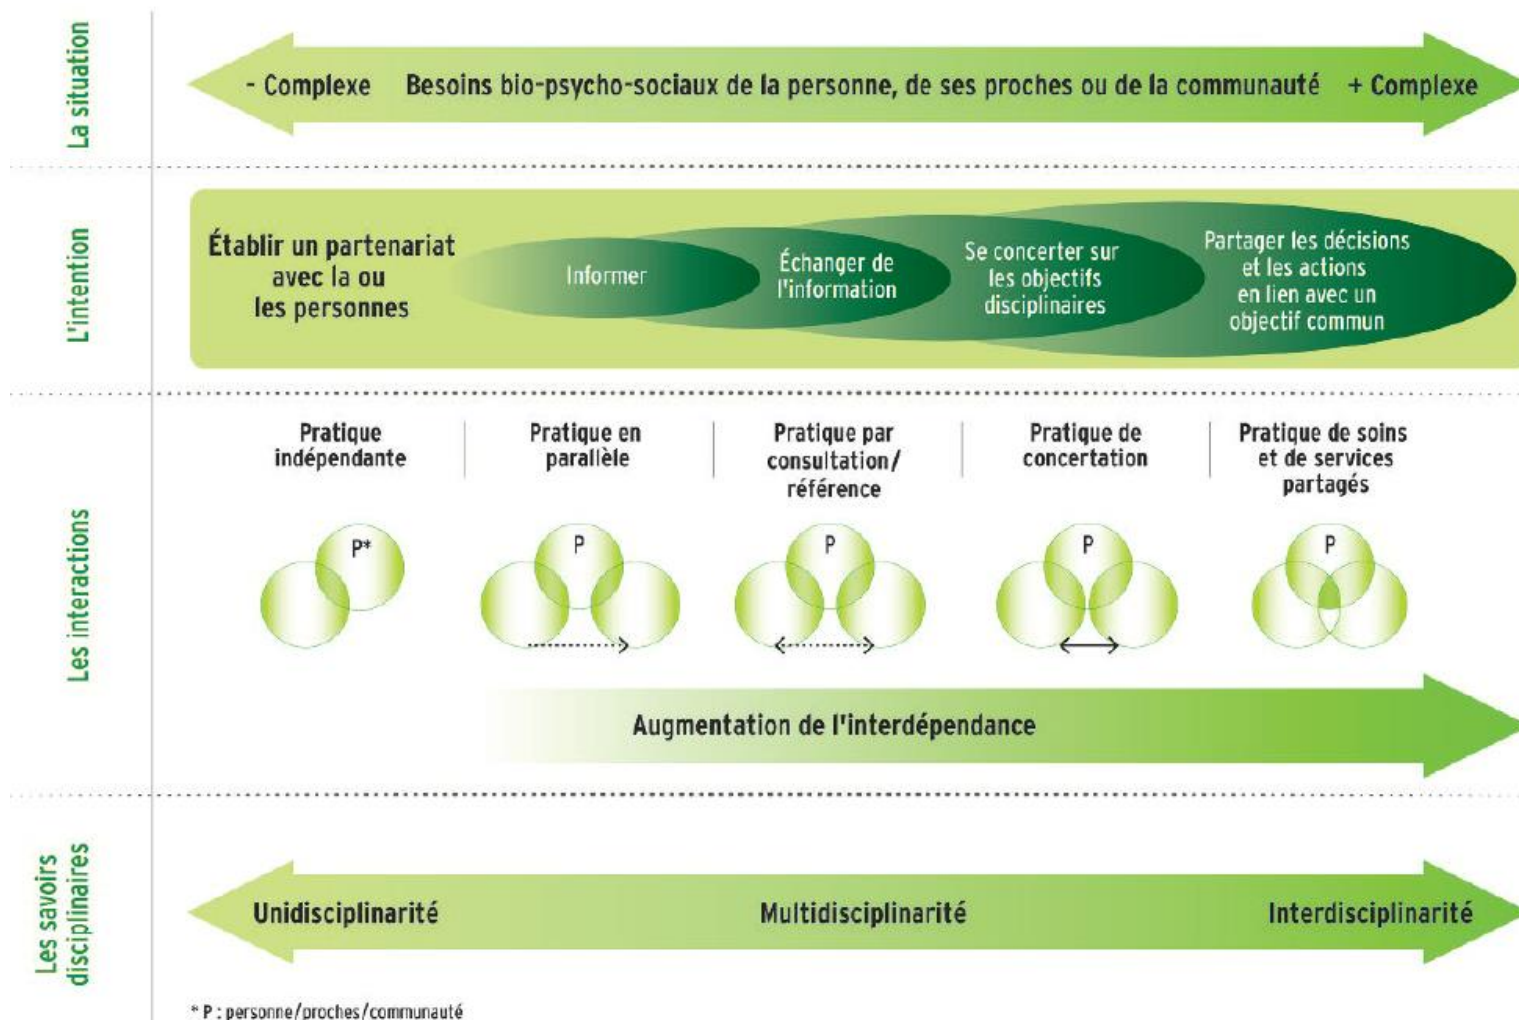 La situation
- Complexe Besoins bio-psycho-sociaux de la personne, de ses proches ou de la communauté + Complexe
L'intention
Établir un partenariat
avec la ou
les personnes
Informer
Échanger de
l'information
Se concerter sur
les objectifs
disciplinaires
Partager les décisions
et les actions
en lien avec un
objectif commun
Les interactions
Pratique
indépendante
Pratique en
parallèle
Pratique par
consultation/
référence
Pratique de
concertation
Pratique de soins
et de services
partagés
P*
P
P
P
P
Augmentation de l'interdépendance
Les savoirs
disciplinaires
Unidisciplinarité
Multidisciplinarité
Interdisciplinarité
* P : personne/proches/communauté